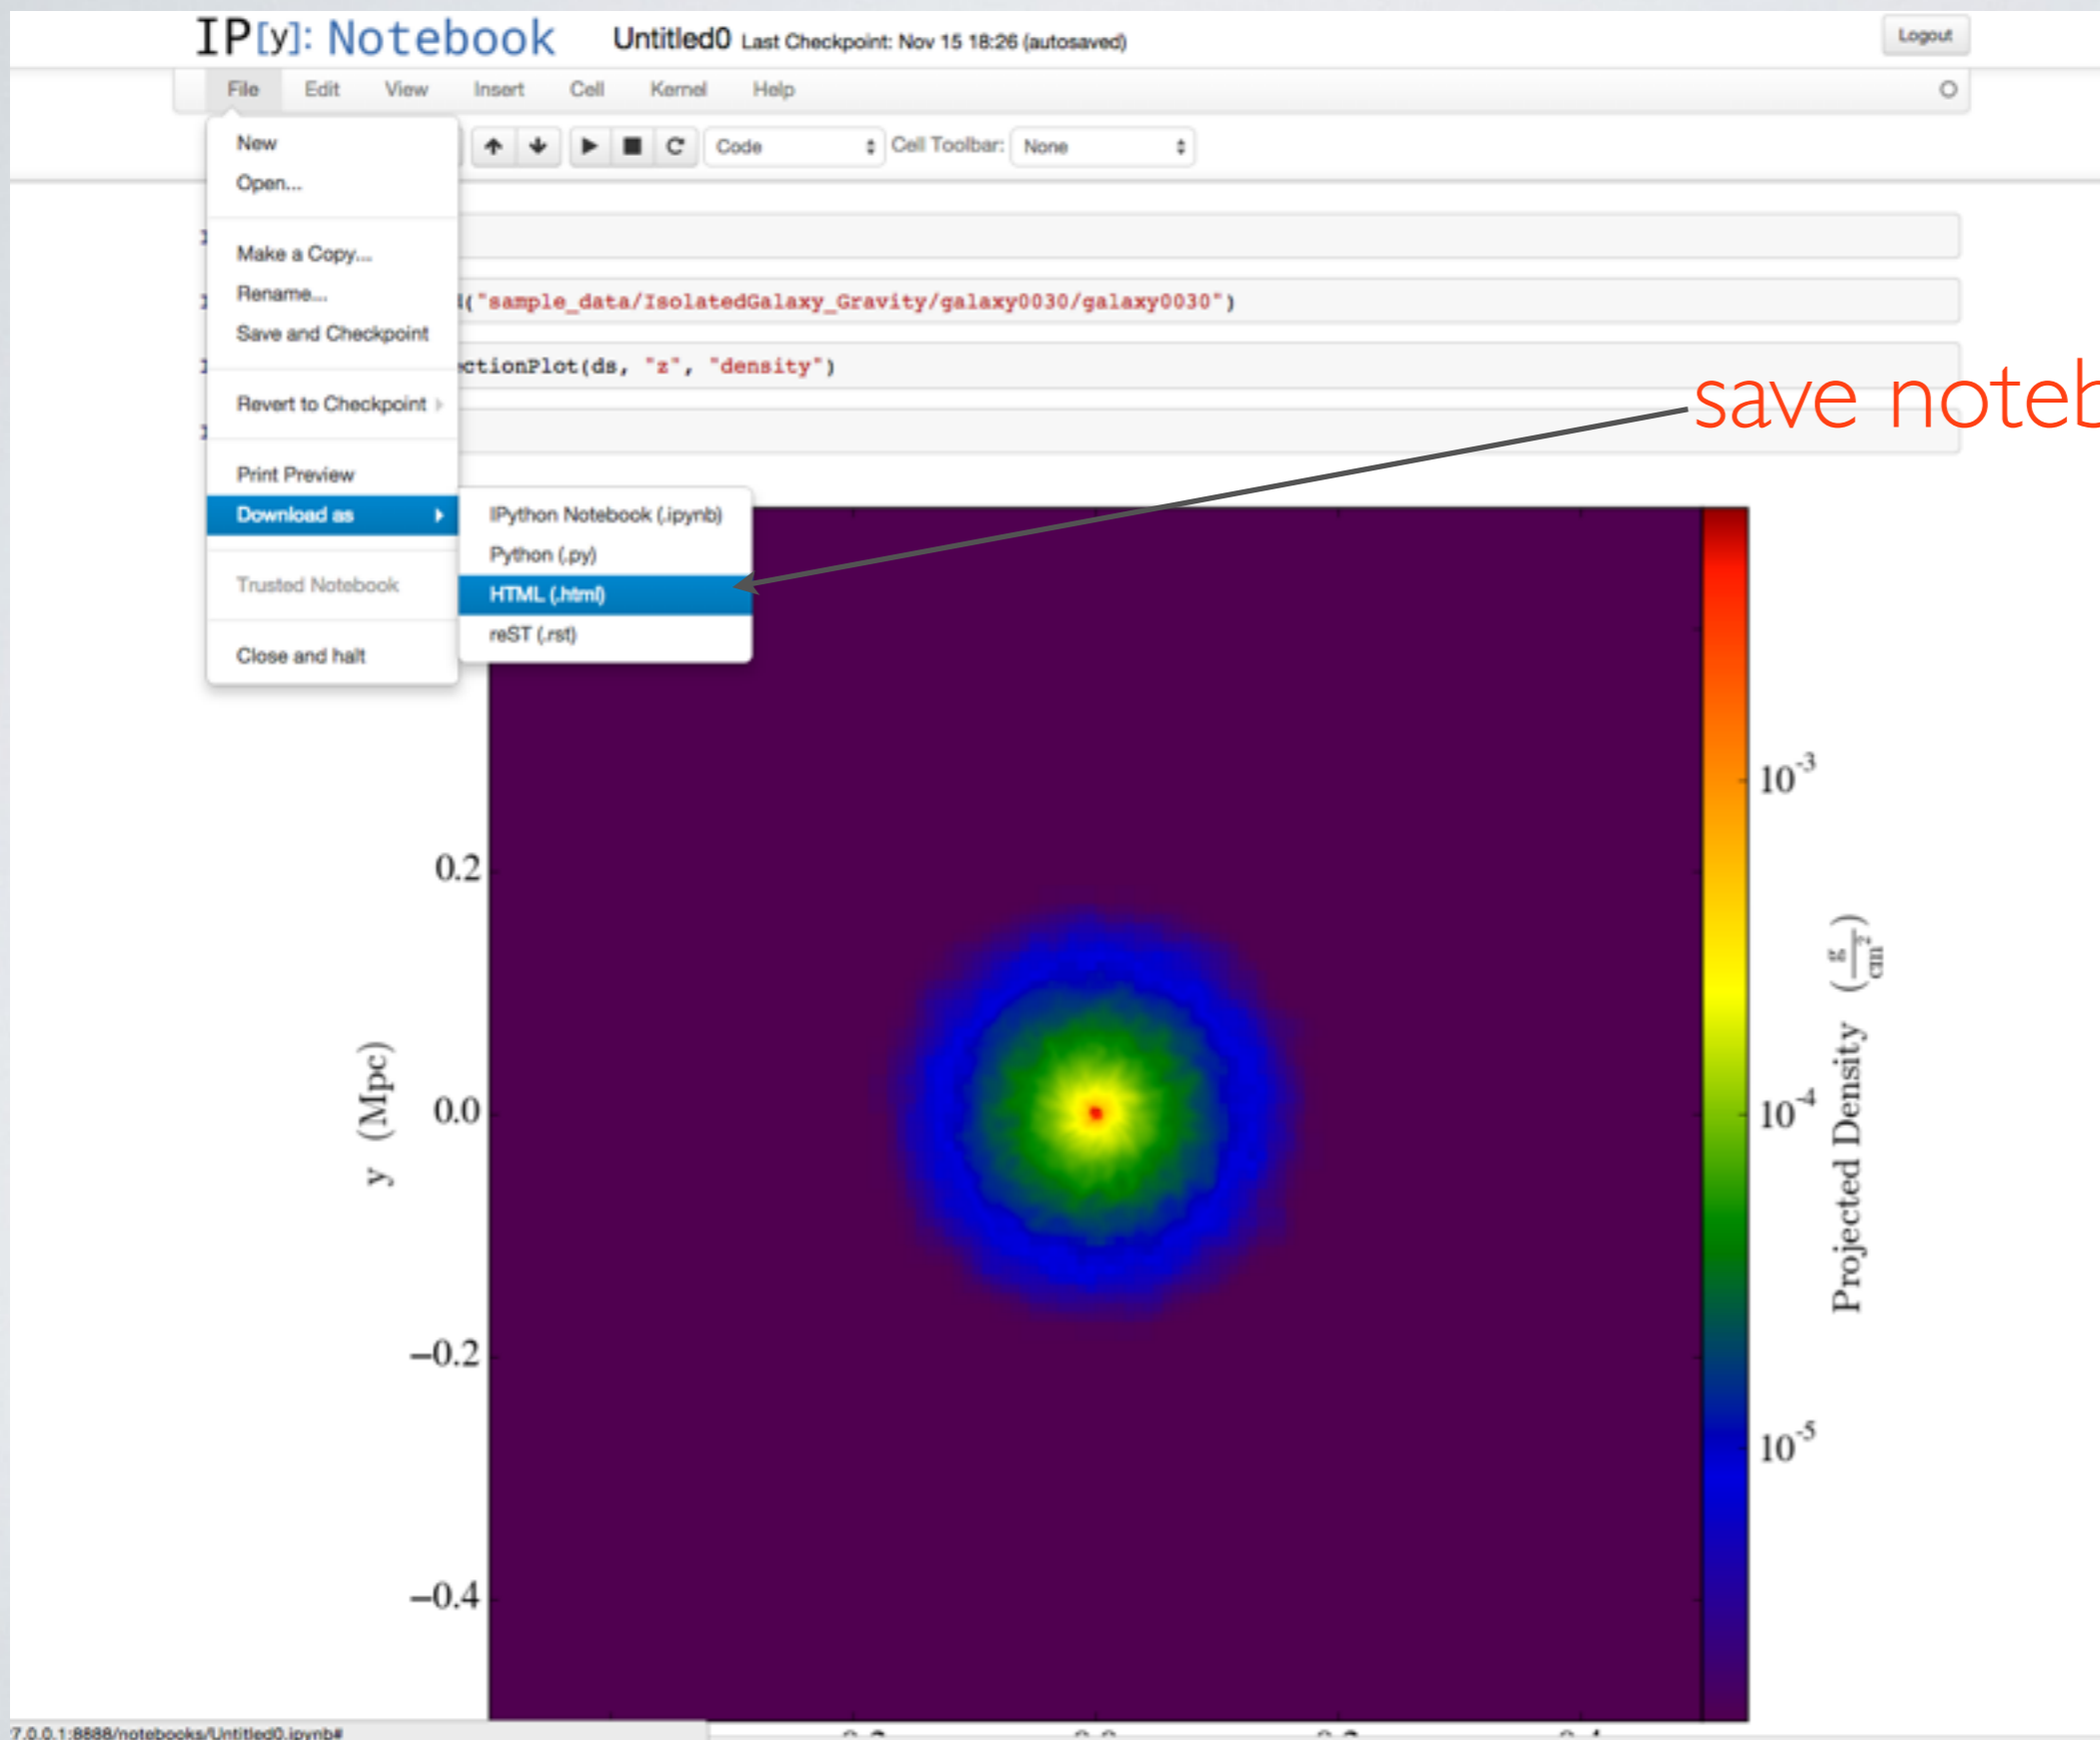 IP[y]: Notebook Untitled0 Last Checkpoint: Nov 15 18:26 (autosaved) Logout
File Edit View Insert Cell Kernel Help
New
Open...
Make a Copy...
Rename...
Save and Checkpoint
Revert to Checkpoint
Print Preview
Download as
Trusted Notebook
Close and halt
IPython Notebook (.ipynb)
Python (.py)
HTML (.html)
reST (.rst)
Code Cell Toolbar: None
("sample_data/IsolatedGalaxy_Gravity/galaxy0030/galaxy0030")
ectionPlot(ds, "z", "density")
save noteb
0.2
0.0
−0.2
−0.4
y (Mpc)
10^-3
10^-4
10^-5
Projected Density (g/cm^2)
7.0.0.1:8888/notebooks/Untitled0.ipynb#